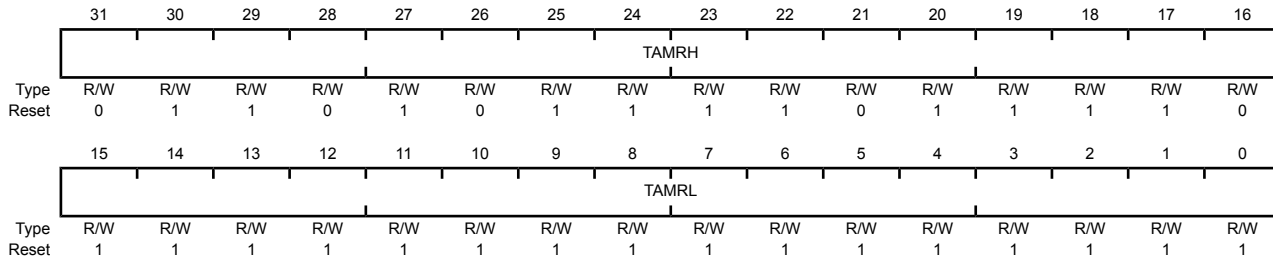 31 30 29 28 27 26 25 24 23 22 21 20 19 18 17 16
TAMRH
Type R/W R/W R/W R/W R/W R/W R/W R/W R/W R/W R/W R/W R/W R/W R/W R/W
Reset 0 1 1 0 1 0 1 1 1 1 0 1 1 1 1 0
15 14 13 12 11 10 9 8 7 6 5 4 3 2 1 0
TAMRL
Type R/W R/W R/W R/W R/W R/W R/W R/W R/W R/W R/W R/W R/W R/W R/W R/W
Reset 1 1 1 1 1 1 1 1 1 1 1 1 1 1 1 1